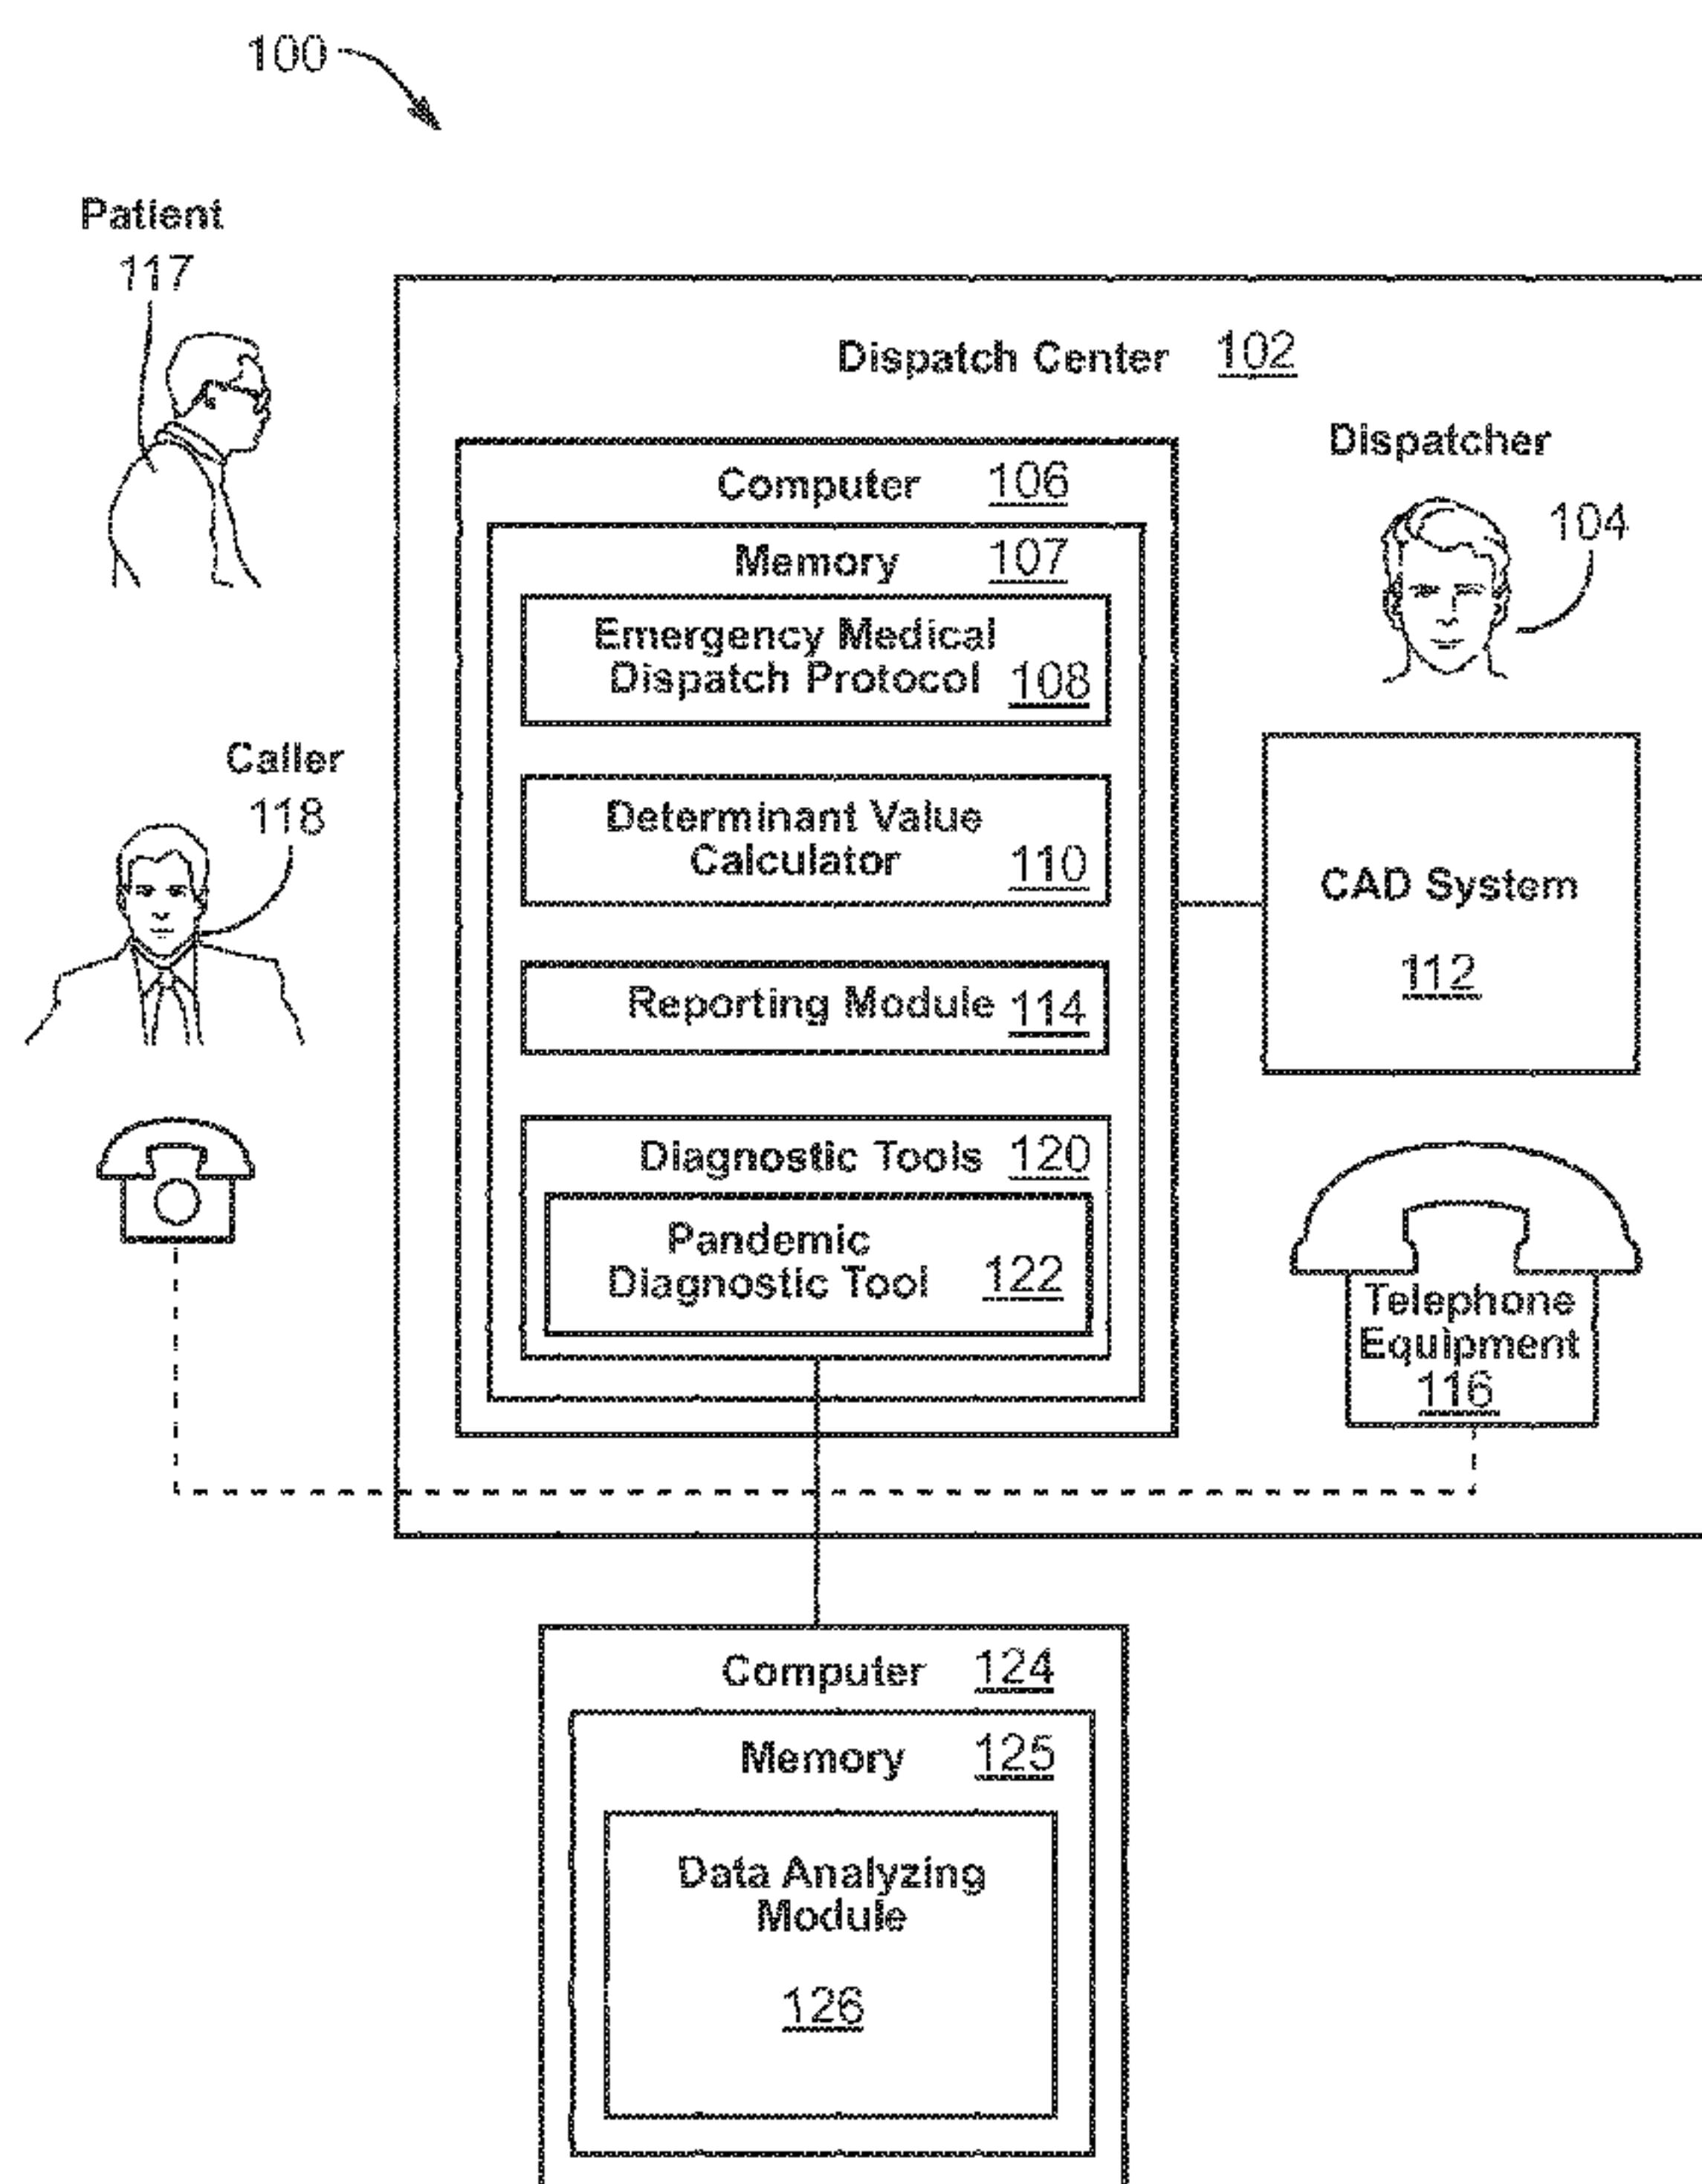 100
Patient
117
Dispatch Center 102
Dispatcher
104
Computer 106
Memory 107
Emergency Medical
Dispatch Protocol 108
Caller
118
Determinant Value
Calculator 110
CAD System
112
Reporting Module 114
Diagnostic Tools 120
Pandemic
Diagnostic Tool 122
Telephone
Equipment
116
Computer 124
Memory 125
Data Analyzing
Module
126